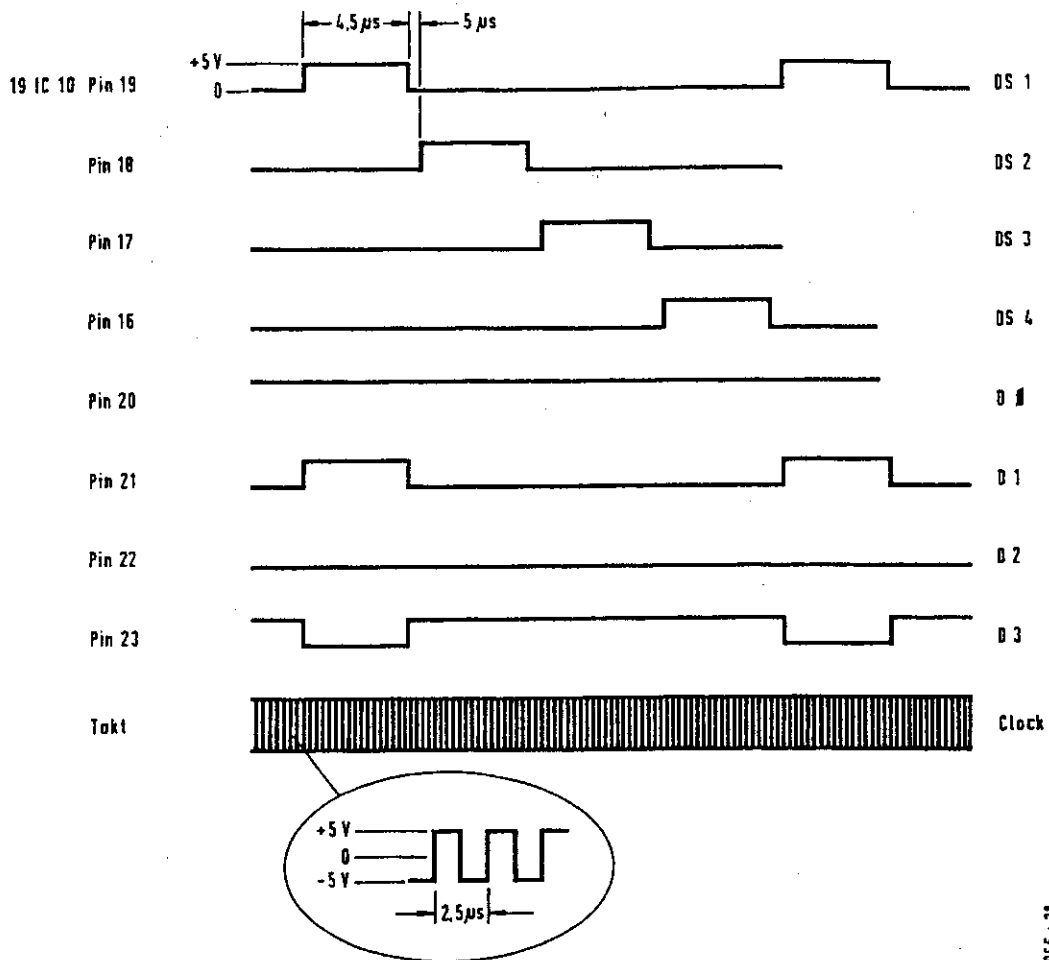 4,5 µs 5 µs
+5 V
19 IC 10 Pin 19 0 DS 1
Pin 18 DS 2
Pin 17 DS 3
Pin 16 DS 4
Pin 20 D
Pin 21 D 1
Pin 22 D 2
Pin 23 D 3
Takt Clock
+5 V
0
-5 V
2,5 µs